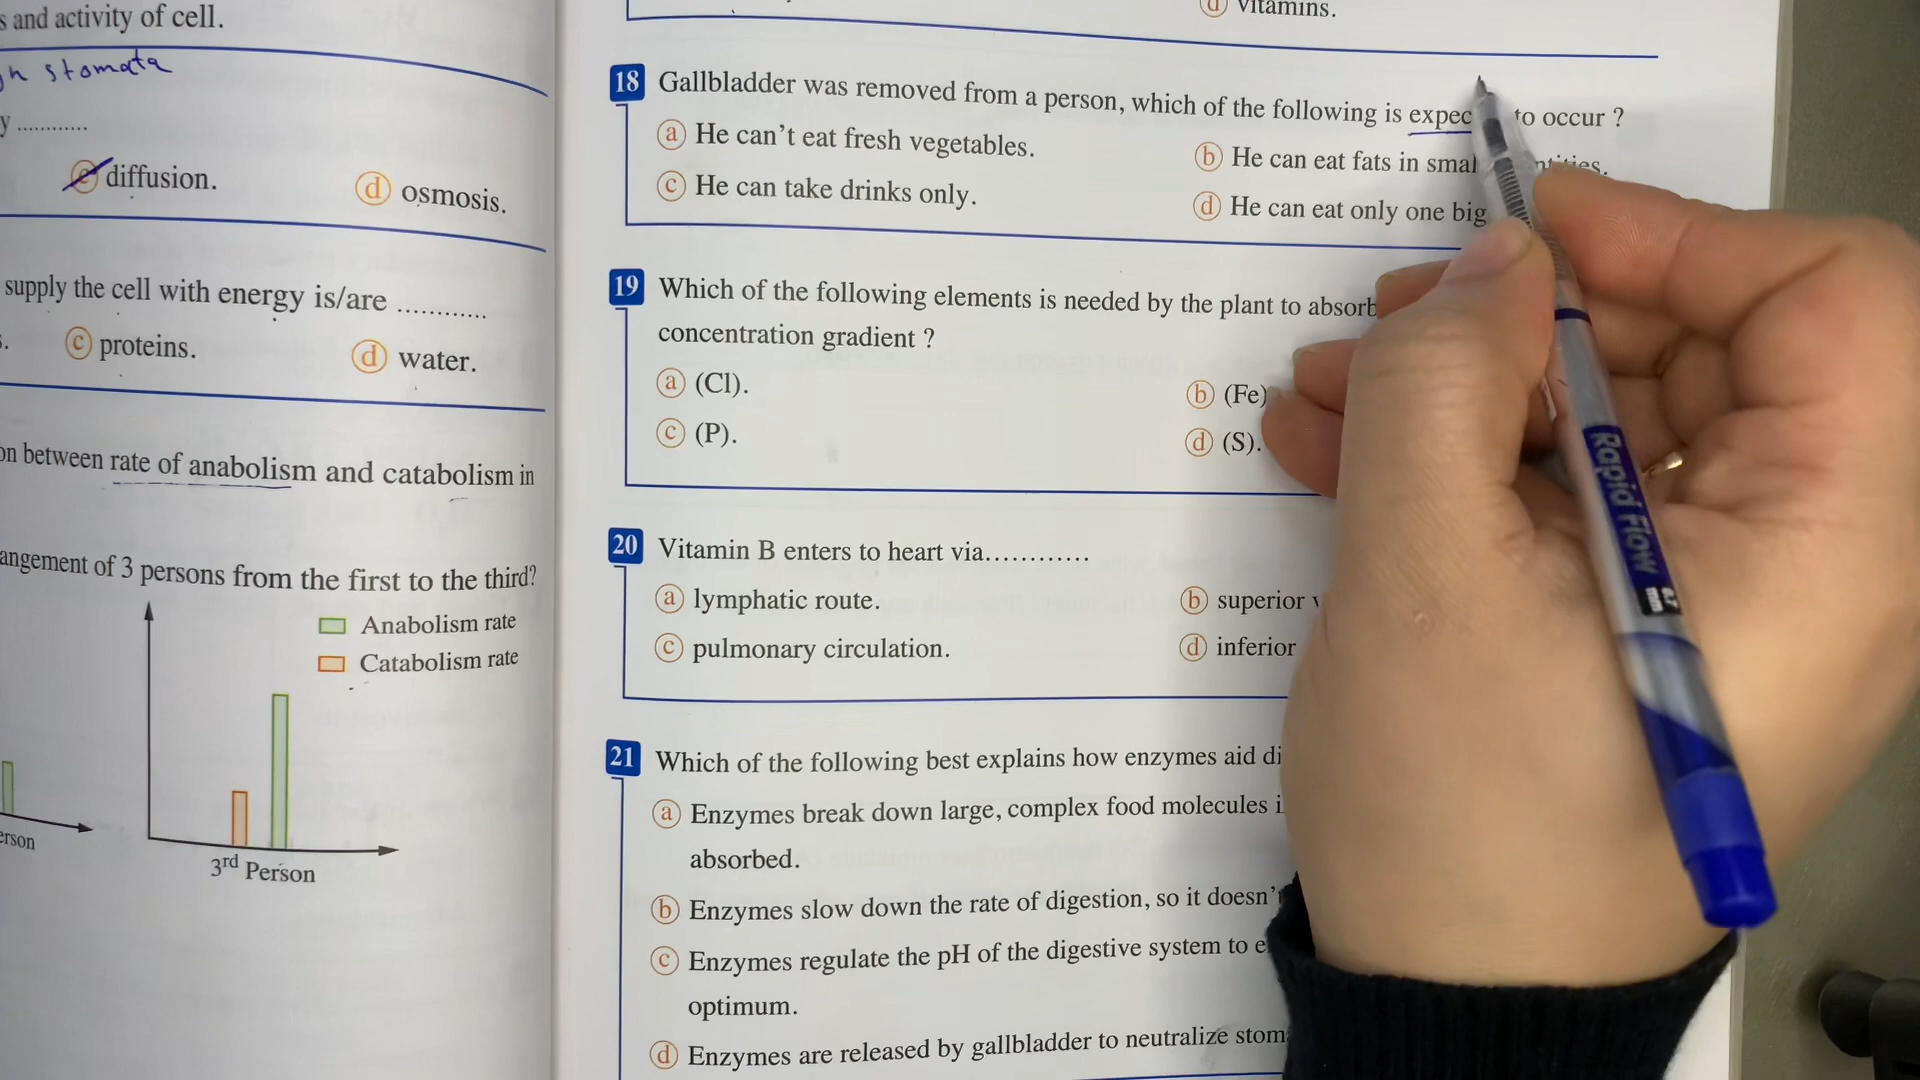 s and activity of cell.
stomata
y ............
c diffusion.
d osmosis.
supply the cell with energy is/are ............
c proteins.
d water.
on between rate of anabolism and catabolism in
angement of 3 persons from the first to the third?
Anabolism rate
Catabolism rate
erson
3rd Person
d vitamins.
18 Gallbladder was removed from a person, which of the following is expec to occur ?
a He can't eat fresh vegetables.
b He can eat fats in smal ntities.
c He can take drinks only.
d He can eat only one big
19 Which of the following elements is needed by the plant to absorb
concentration gradient ?
a (Cl).
b (Fe)
c (P).
d (S).
20 Vitamin B enters to heart via............
a lymphatic route.
b superior v
c pulmonary circulation.
d inferior
21 Which of the following best explains how enzymes aid di
a Enzymes break down large, complex food molecules i
absorbed.
b Enzymes slow down the rate of digestion, so it doesn't
c Enzymes regulate the pH of the digestive system to e
optimum.
d Enzymes are released by gallbladder to neutralize stom
Rapid Flow